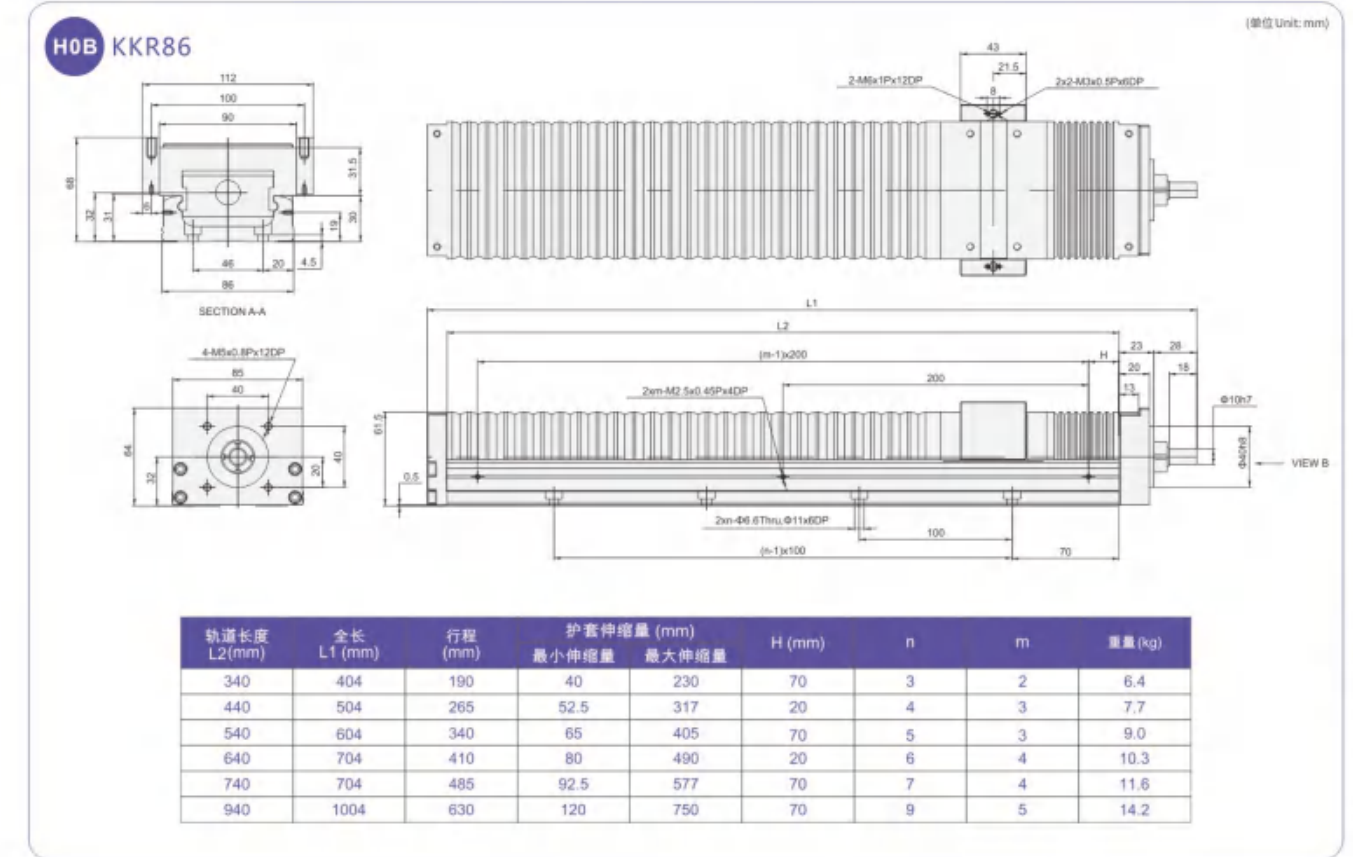 (单位 Unit: mm)
H0B KKR86
112
100
90
68
32
31
6
31.5
30
19
4.5
46
20
86
SECTION A-A
43
21.5
8
2-M6x1Px12DP
2x2-M3x0.5Px6DP
4-M5x0.8Px12DP
85
40
64
32
20
40
L1
L2
(m-1)x200
H
23
28
20
18
13
200
2xm-M2.5x0.45Px4DP
61.5
0.5
Φ10h7
Φ40h8
VIEW B
2xn-Φ6.6Thru,Φ11x6DP
100
(n-1)x100
70
轨道长度 L2(mm) 全长 L1 (mm) 行程 (mm) 护套伸缩量 (mm) H (mm) n m 重量(kg)
最小伸缩量 最大伸缩量
340 404 190 40 230 70 3 2 6.4
440 504 265 52.5 317 20 4 3 7.7
540 604 340 65 405 70 5 3 9.0
640 704 410 80 490 20 6 4 10.3
740 704 485 92.5 577 70 7 4 11.6
940 1004 630 120 750 70 9 5 14.2